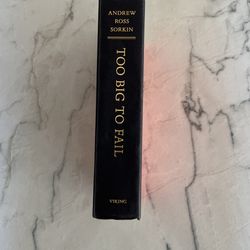 ANDREW
ROSS
SORKIN
TOO BIG TO FAIL
VIKING